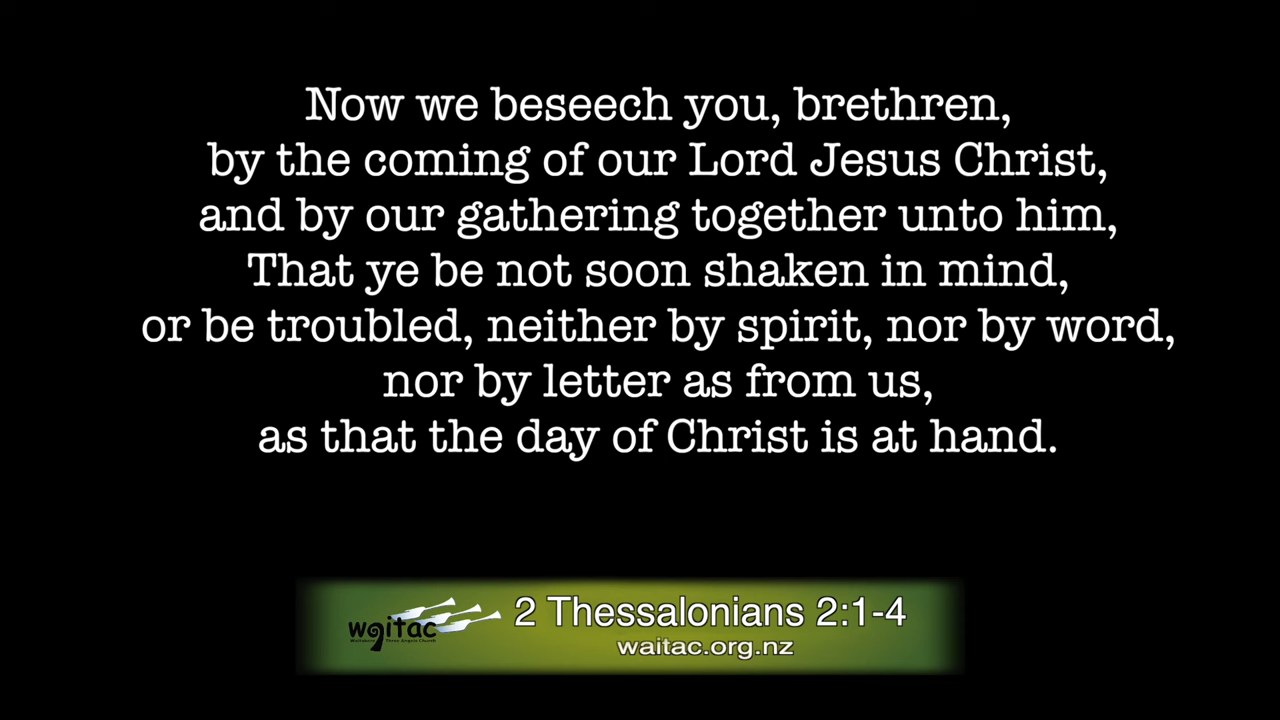 Now we beseech you, brethren,
by the coming of our Lord Jesus Christ,
and by our gathering together unto him,
That ye be not soon shaken in mind,
or be troubled, neither by spirit, nor by word,
nor by letter as from us,
as that the day of Christ is at hand.
2 Thessalonians 2:1-4
waitac
Three Angels Church
waitac.org.nz